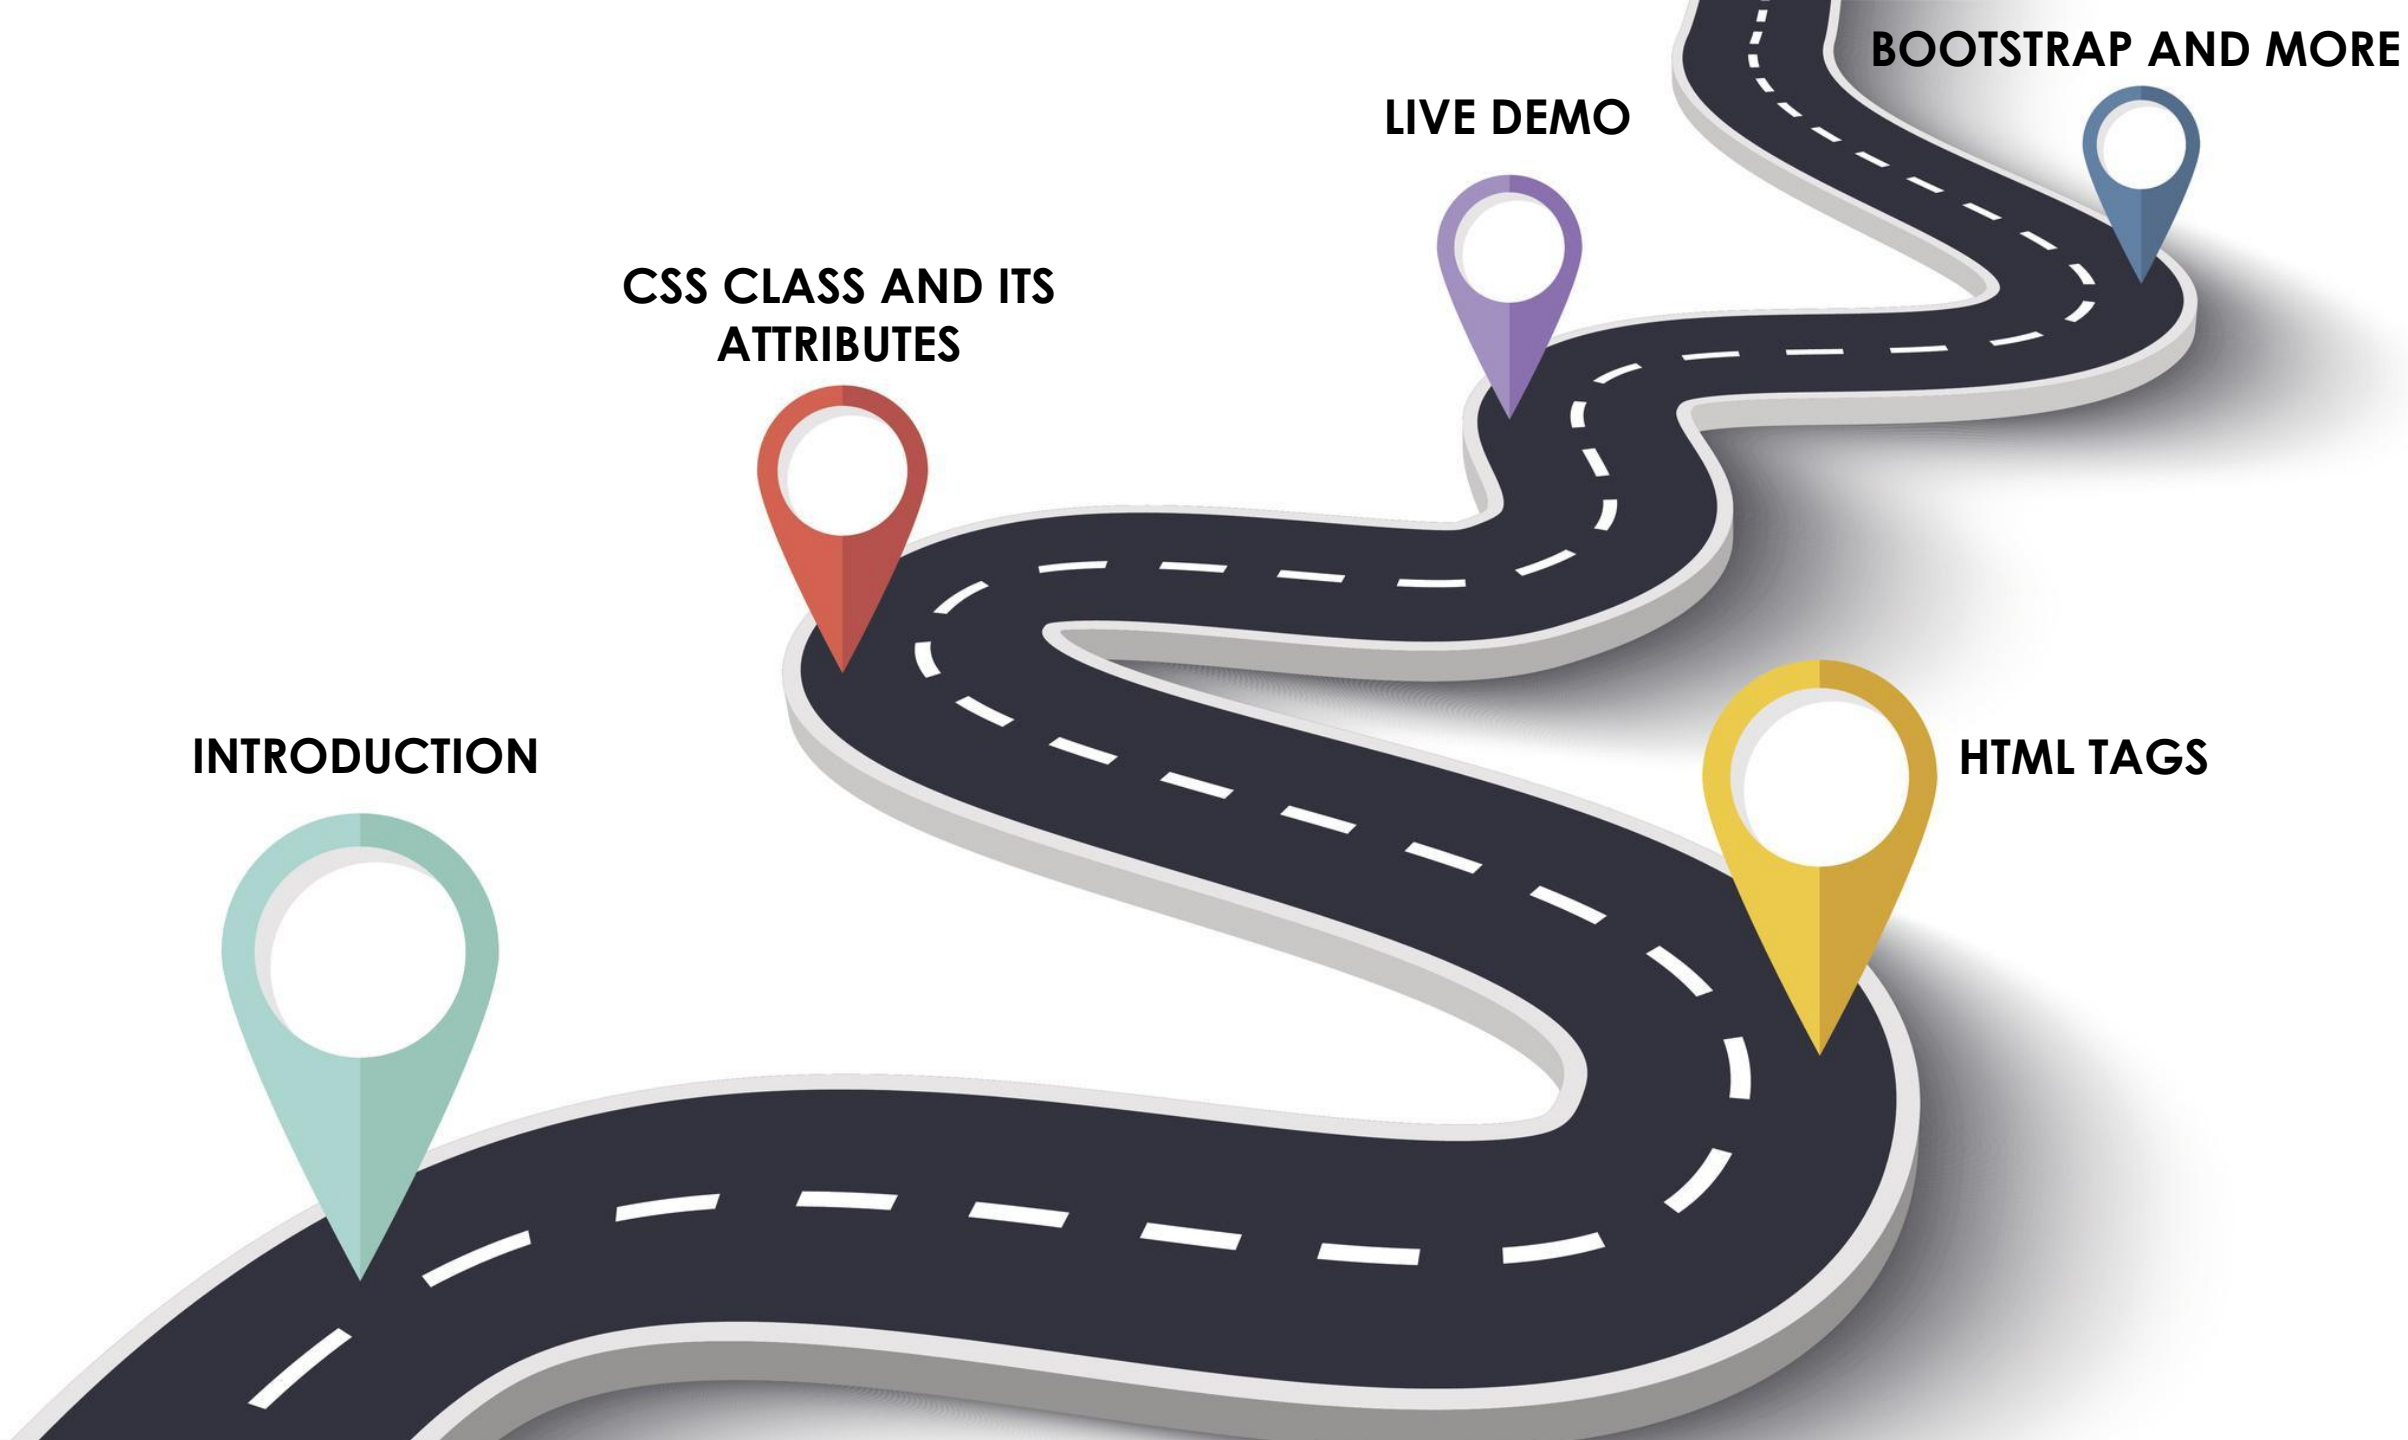 BOOTSTRAP AND MORE
LIVE DEMO
CSS CLASS AND ITS
ATTRIBUTES
INTRODUCTION
HTML TAGS